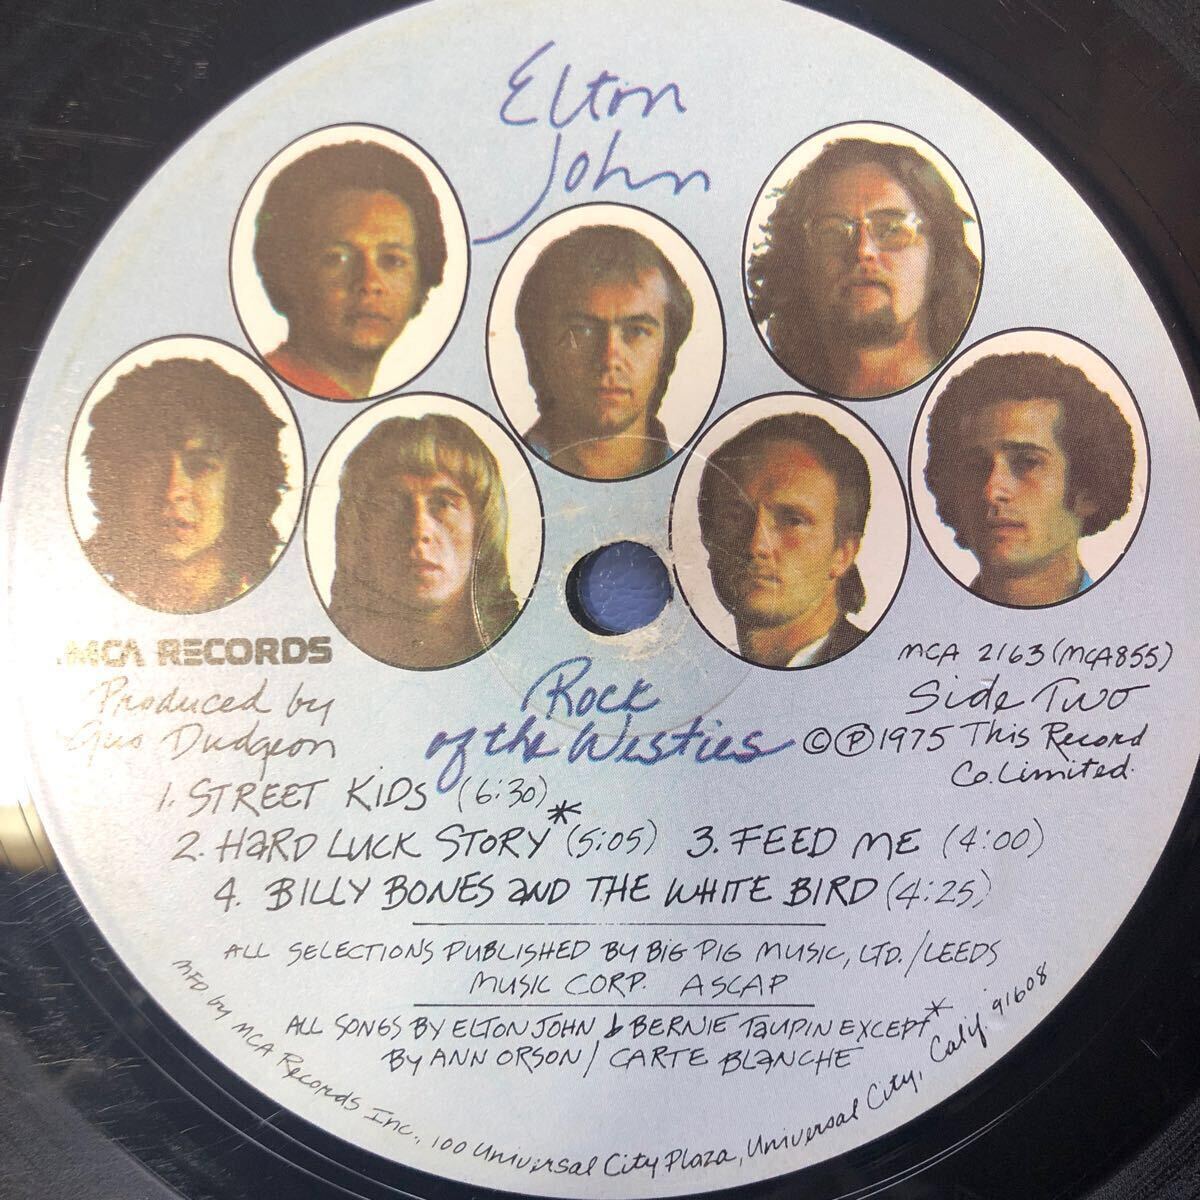 Elton
John
MCA RECORDS
Produced by
Gus Dudgeon
Rock
of the Westies
MCA 2163 (MCA855)
Side Two
©℗1975 This Record
Co. Limited.
1. STREET KIDS (6:30)
2. HARD LUCK STORY* (5:05) 3. FEED ME (4:00)
4. BILLY BONES AND THE WHITE BIRD (4:25)
ALL SELECTIONS PUBLISHED BY BIG PIG MUSIC, LTD./LEEDS
MUSIC CORP. ASCAP
ALL SONGS BY ELTON JOHN & BERNIE TAUPIN EXCEPT*
BY ANN ORSON / CARTE BLANCHE
MFD by MCA Records Inc., 100 Universal City Plaza, Universal City, Calif. 91608